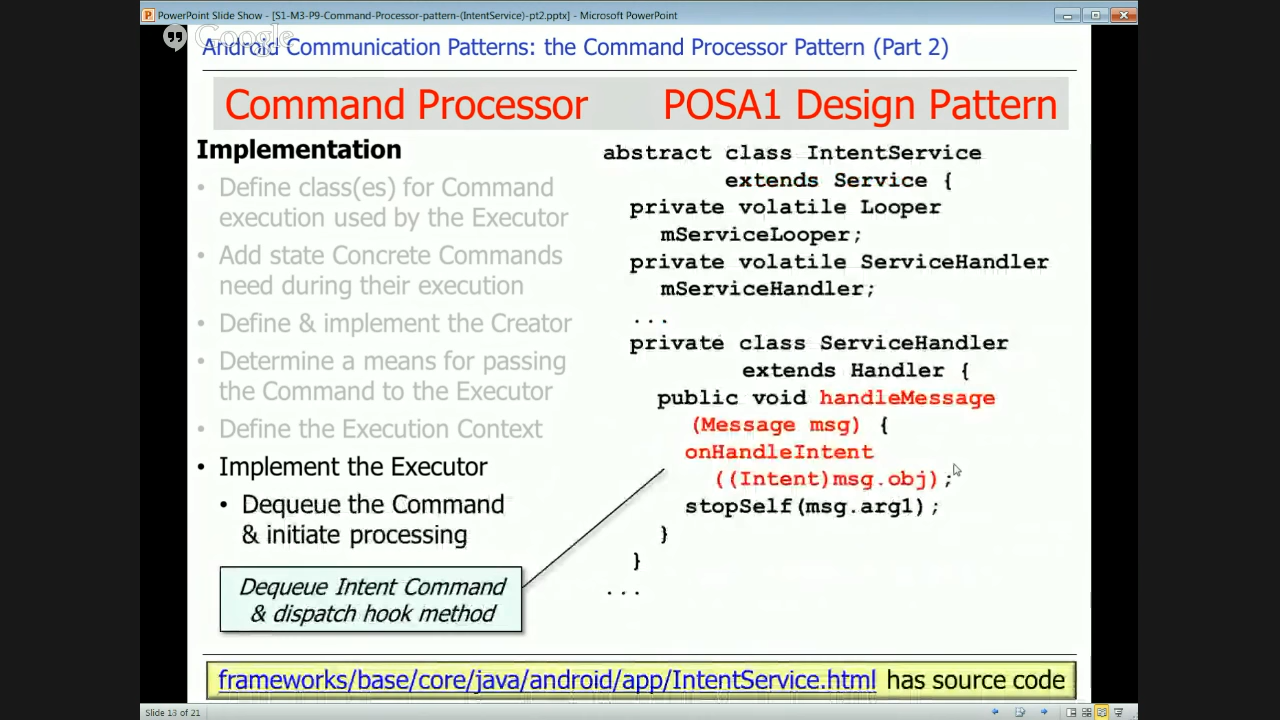 PowerPoint Slide Show - [S1-M3-P9-Command-Processor-pattern-(IntentService)-pt2.pptx] - Microsoft PowerPoint
Google
Android Communication Patterns: the Command Processor Pattern (Part 2)
Command Processor POSA1 Design Pattern
Implementation
• Define class(es) for Command
execution used by the Executor
• Add state Concrete Commands
need during their execution
• Define & implement the Creator
• Determine a means for passing
the Command to the Executor
• Define the Execution Context
• Implement the Executor
• Dequeue the Command
& initiate processing
Dequeue Intent Command
& dispatch hook method
abstract class IntentService
extends Service {
private volatile Looper
mServiceLooper;
private volatile ServiceHandler
mServiceHandler;
...
private class ServiceHandler
extends Handler {
public void handleMessage
(Message msg) {
onHandleIntent
((Intent)msg.obj);
stopSelf(msg.arg1);
}
}
...
frameworks/base/core/java/android/app/IntentService.html has source code
Slide 13 of 21